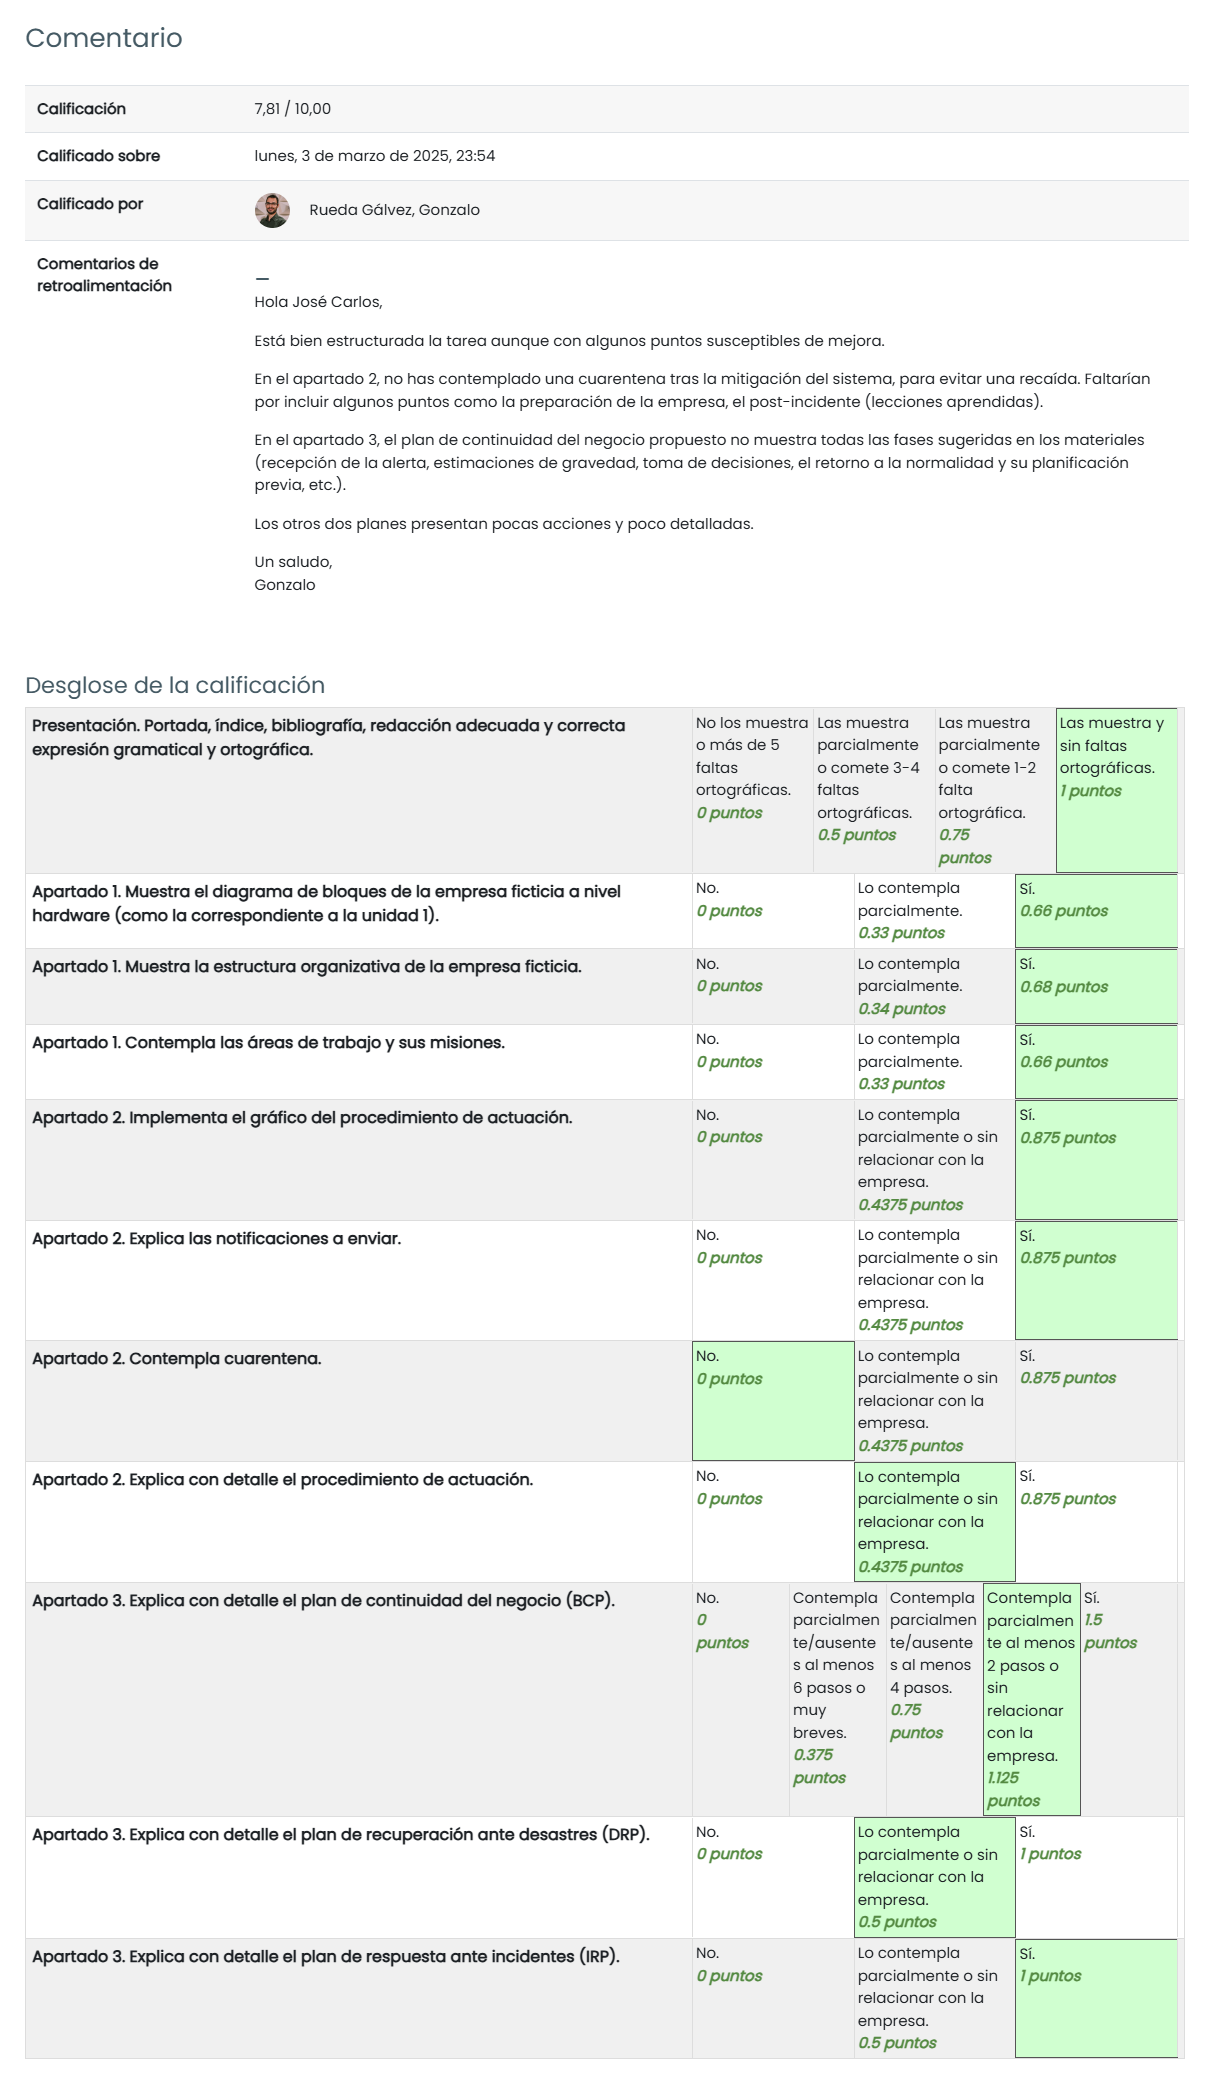 Comentario
Calificación
7,81 / 10,00
Calificado sobre
lunes, 3 de marzo de 2025, 23:54
Calificado por
Rueda Gálvez, Gonzalo
Comentarios de
retroalimentación
—
Hola José Carlos,
Está bien estructurada la tarea aunque con algunos puntos susceptibles de mejora.
En el apartado 2, no has contemplado una cuarentena tras la mitigación del sistema, para evitar una recaída. Faltarían
por incluir algunos puntos como la preparación de la empresa, el post-incidente (lecciones aprendidas).
En el apartado 3, el plan de continuidad del negocio propuesto no muestra todas las fases sugeridas en los materiales
(recepción de la alerta, estimaciones de gravedad, toma de decisiones, el retorno a la normalidad y su planificación
previa, etc.).
Los otros dos planes presentan pocas acciones y poco detalladas.
Un saludo,
Gonzalo
Desglose de la calificación
Presentación. Portada, índice, bibliografía, redacción adecuada y correcta
expresión gramatical y ortográfica.
No los muestra
o más de 5
faltas
ortográficas.
0 puntos
Las muestra
parcialmente
o comete 3-4
faltas
ortográficas.
0.5 puntos
Las muestra
parcialmente
o comete 1-2
falta
ortográfica.
0.75
puntos
Las muestra y
sin faltas
ortográficas.
1 puntos
Apartado 1. Muestra el diagrama de bloques de la empresa ficticia a nivel
hardware (como la correspondiente a la unidad 1).
No.
0 puntos
Lo contempla
parcialmente.
0.33 puntos
Sí.
0.66 puntos
Apartado 1. Muestra la estructura organizativa de la empresa ficticia.
No.
0 puntos
Lo contempla
parcialmente.
0.34 puntos
Sí.
0.68 puntos
Apartado 1. Contempla las áreas de trabajo y sus misiones.
No.
0 puntos
Lo contempla
parcialmente.
0.33 puntos
Sí.
0.66 puntos
Apartado 2. Implementa el gráfico del procedimiento de actuación.
No.
0 puntos
Lo contempla
parcialmente o sin
relacionar con la
empresa.
0.4375 puntos
Sí.
0.875 puntos
Apartado 2. Explica las notificaciones a enviar.
No.
0 puntos
Lo contempla
parcialmente o sin
relacionar con la
empresa.
0.4375 puntos
Sí.
0.875 puntos
Apartado 2. Contempla cuarentena.
No.
0 puntos
Lo contempla
parcialmente o sin
relacionar con la
empresa.
0.4375 puntos
Sí.
0.875 puntos
Apartado 2. Explica con detalle el procedimiento de actuación.
No.
0 puntos
Lo contempla
parcialmente o sin
relacionar con la
empresa.
0.4375 puntos
Sí.
0.875 puntos
Apartado 3. Explica con detalle el plan de continuidad del negocio (BCP).
No.
0
puntos
Contempla
parcialmen
te/ausente
s al menos
6 pasos o
muy
breves.
0.375
puntos
Contempla
parcialmen
te/ausente
s al menos
4 pasos.
0.75
puntos
Contempla
parcialmen
te al menos
2 pasos o
sin
relacionar
con la
empresa.
1.125
puntos
Sí.
1.5
puntos
Apartado 3. Explica con detalle el plan de recuperación ante desastres (DRP).
No.
0 puntos
Lo contempla
parcialmente o sin
relacionar con la
empresa.
0.5 puntos
Sí.
1 puntos
Apartado 3. Explica con detalle el plan de respuesta ante incidentes (IRP).
No.
0 puntos
Lo contempla
parcialmente o sin
relacionar con la
empresa.
0.5 puntos
Sí.
1 puntos